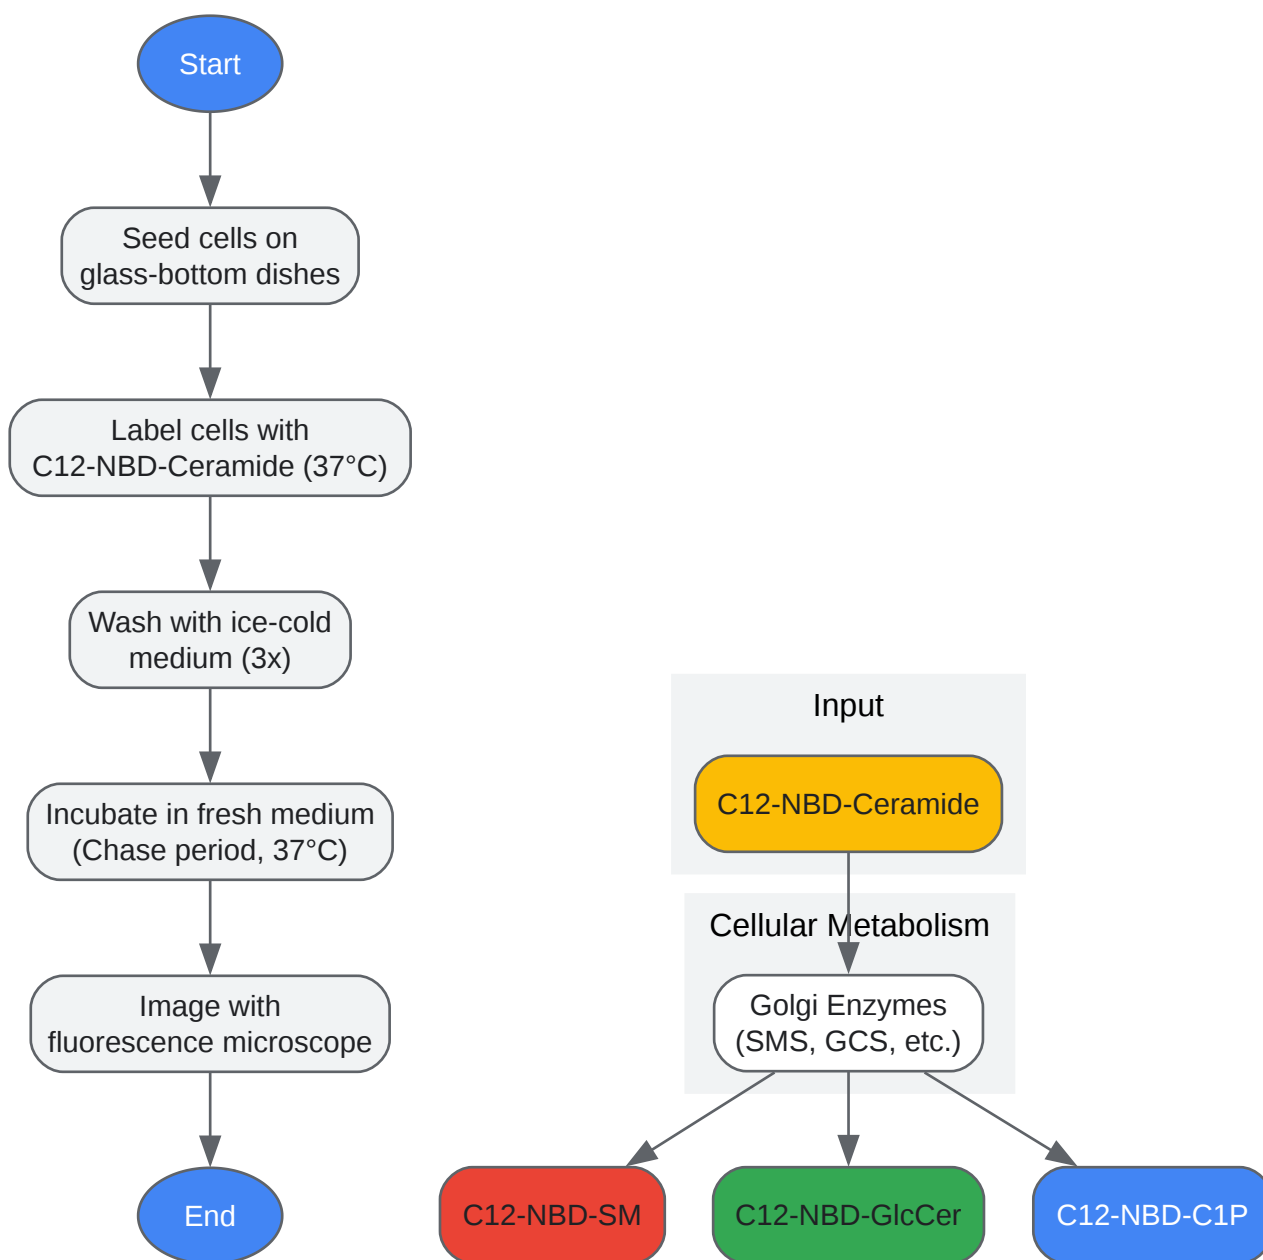 Start
Seed cells on
glass-bottom dishes
Label cells with
C12-NBD-Ceramide (37°C)
Wash with ice-cold
medium (3x)
Incubate in fresh medium
(Chase period, 37°C)
Image with
fluorescence microscope
End
Input
C12-NBD-Ceramide
Cellular Metabolism
Golgi Enzymes
(SMS, GCS, etc.)
C12-NBD-SM
C12-NBD-GlcCer
C12-NBD-C1P